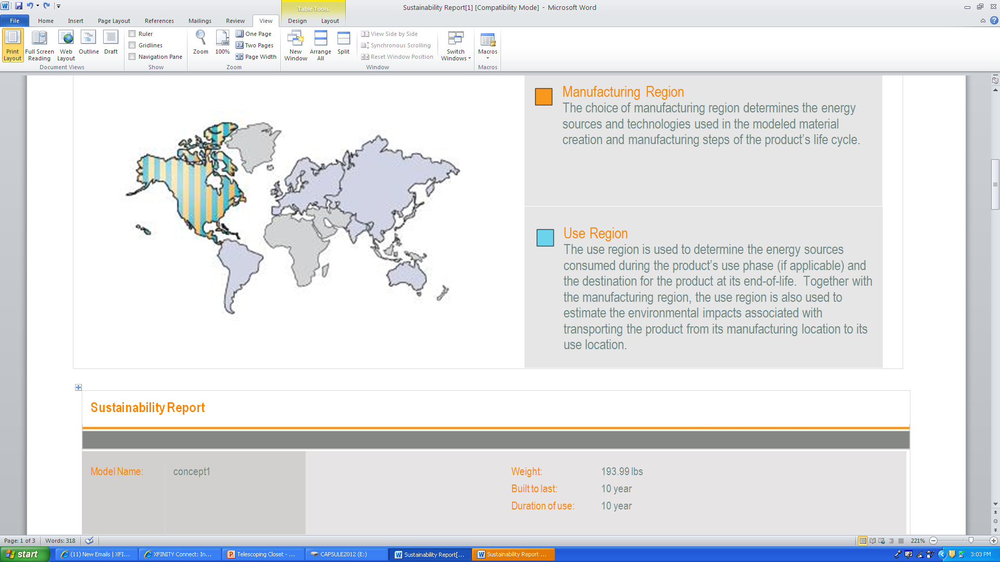 Sustainability Report[1] [Compatibility Mode] - Microsoft Word
Table Tools
File Home Insert Page Layout References Mailings Review View Design Layout
Print Layout
Full Screen Reading
Web Layout
Outline
Draft
Document Views
Ruler
Gridlines
Navigation Pane
Show
Zoom
100%
One Page
Two Pages
Page Width
Zoom
New Window
Arrange All
Split
View Side by Side
Synchronous Scrolling
Reset Window Position
Window
Switch Windows
Macros
Macros
Manufacturing Region
The choice of manufacturing region determines the energy
sources and technologies used in the modeled material
creation and manufacturing steps of the product’s life cycle.
Use Region
The use region is used to determine the energy sources
consumed during the product’s use phase (if applicable) and
the destination for the product at its end-of-life. Together with
the manufacturing region, the use region is also used to
estimate the environmental impacts associated with
transporting the product from its manufacturing location to its
use location.
Sustainability Report
Model Name: concept1
Weight: 193.99 lbs
Built to last: 10 year
Duration of use: 10 year
Page: 1 of 3 Words: 318 221%
start (11) New Emails | XFI... XFINITY Connect: In... Telescoping Closet - ... CAPSULE2012 (E:) Sustainability Report[... Sustainability Report ... 3:03 PM